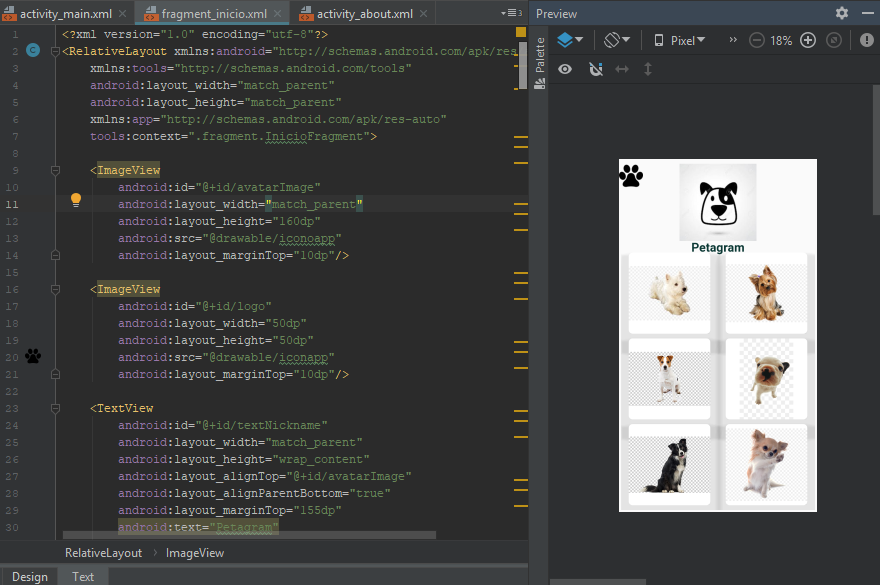 activity_main.xml × fragment_inicio.xml × activity_about.xml × 3
1 <?xml version="1.0" encoding="utf-8"?>
2 <RelativeLayout xmlns:android="http://schemas.android.com/apk/res
3 xmlns:tools="http://schemas.android.com/tools"
4 android:layout_width="match_parent"
5 android:layout_height="match_parent"
6 xmlns:app="http://schemas.android.com/apk/res-auto"
7 tools:context=".fragment.InicioFragment">
8
9 <ImageView
10 android:id="@+id/avatarImage"
11 android:layout_width="match_parent"
12 android:layout_height="160dp"
13 android:src="@drawable/iconoapp"
14 android:layout_marginTop="10dp"/>
15
16 <ImageView
17 android:id="@+id/logo"
18 android:layout_width="50dp"
19 android:layout_height="50dp"
20 android:src="@drawable/iconapp"
21 android:layout_marginTop="10dp"/>
22
23 <TextView
24 android:id="@+id/textNickname"
25 android:layout_width="match_parent"
26 android:layout_height="wrap_content"
27 android:layout_alignTop="@+id/avatarImage"
28 android:layout_alignParentBottom="true"
29 android:layout_marginTop="155dp"
30 android:text="Petagram"
RelativeLayout › ImageView
Design Text
Preview
Palette
Pixel » 18%
Petagram